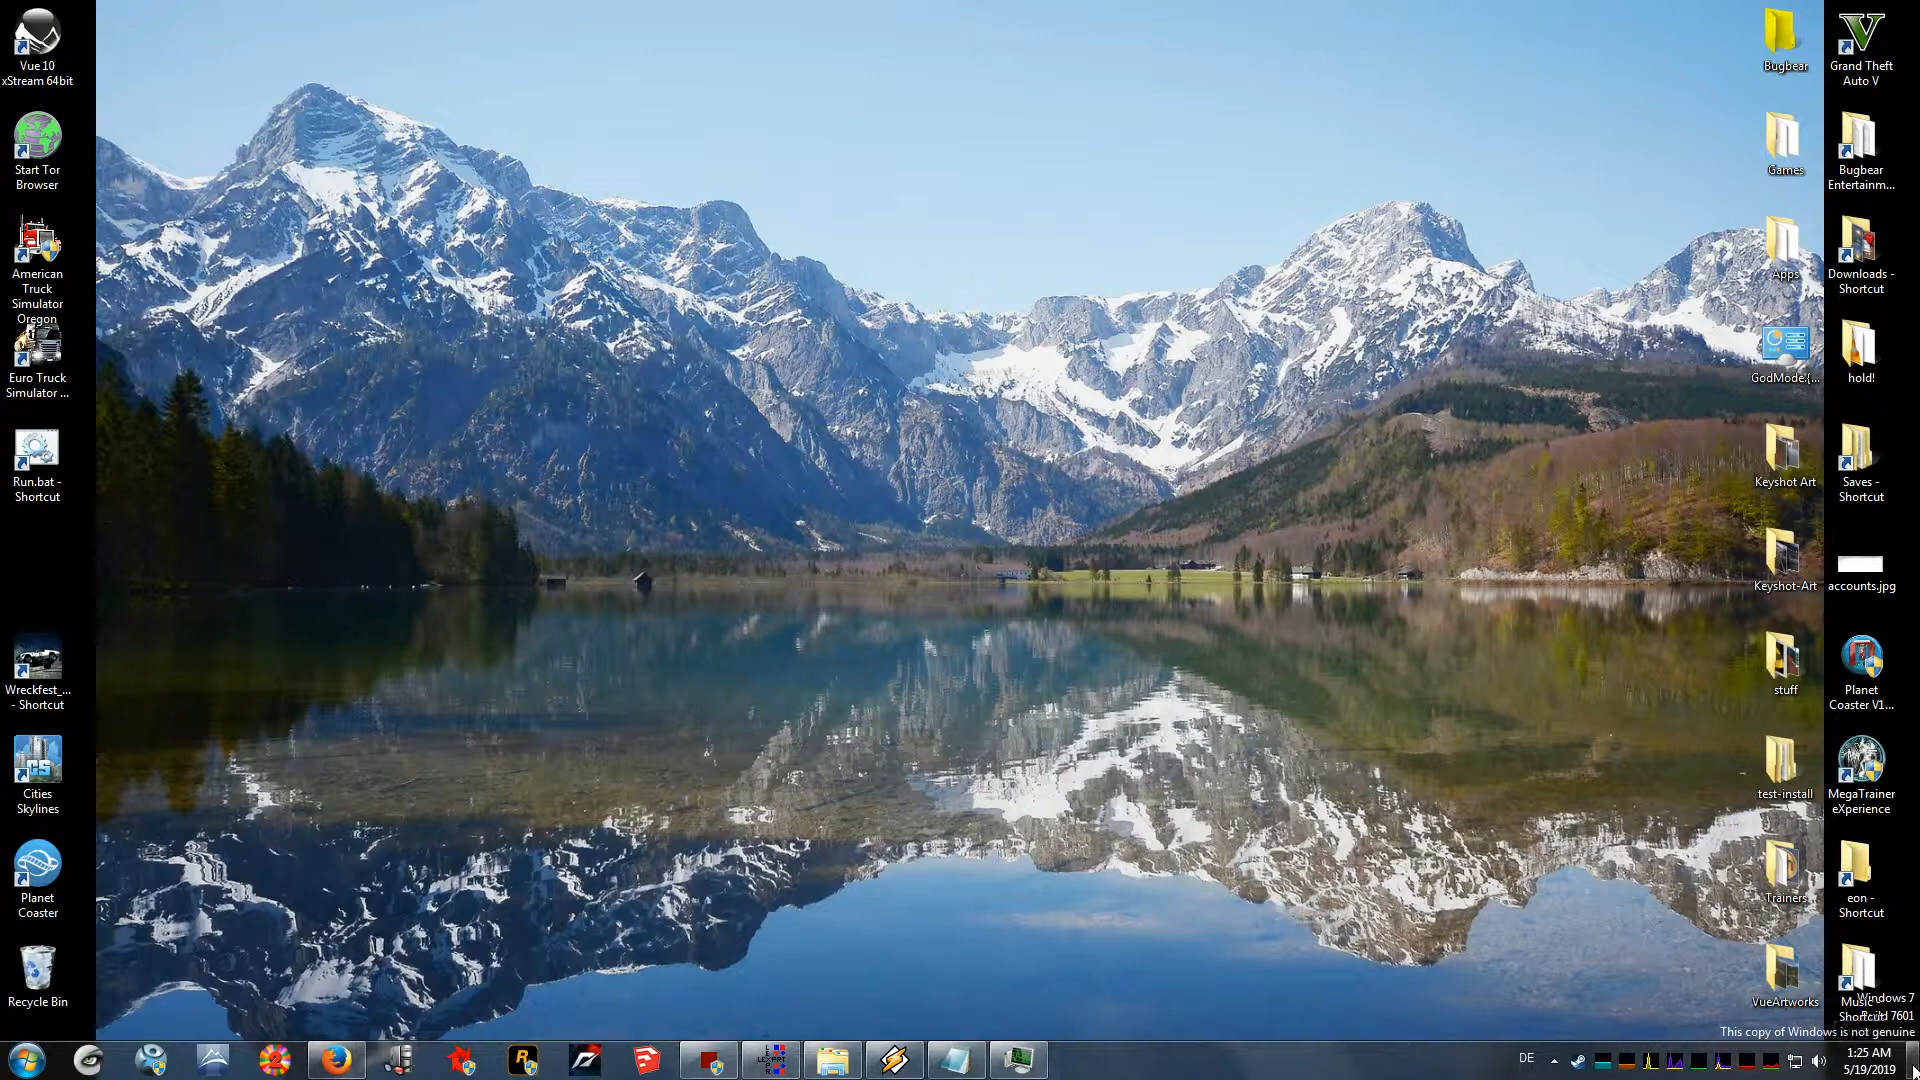 Vue 10
xStream 64bit
Start Tor
Browser
American
Truck
Simulator
Oregon
Euro Truck
Simulator ...
Run.bat -
Shortcut
Wreckfest_...
- Shortcut
Cities
Skylines
Planet
Coaster
Recycle Bin
Bugbear
Games
Apps
GodMode.{...
Keyshot Art
Keyshot-Art
stuff
test-install
Trainers
VueArtworks
Grand Theft
Auto V
Bugbear
Entertainm...
Downloads -
Shortcut
hold!
Saves -
Shortcut
accounts.jpg
Planet
Coaster V1...
MegaTrainer
eXperience
eon -
Shortcut
Music -
Shortcut
Windows 7
Build 7601
This copy of Windows is not genuine
DE
1:25 AM
5/19/2019